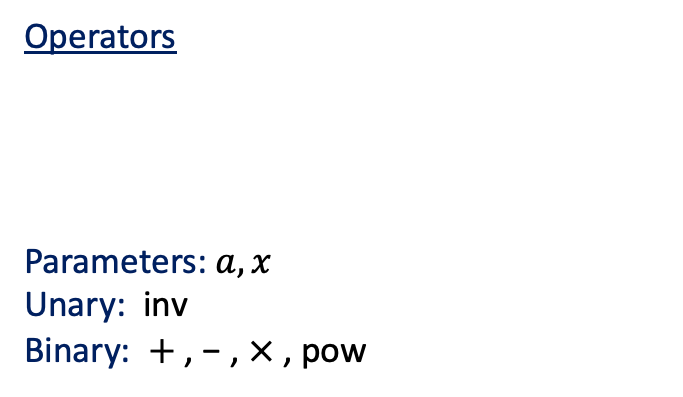 Operators
Parameters: a, x
Unary: inv
Binary: + , − , × , pow